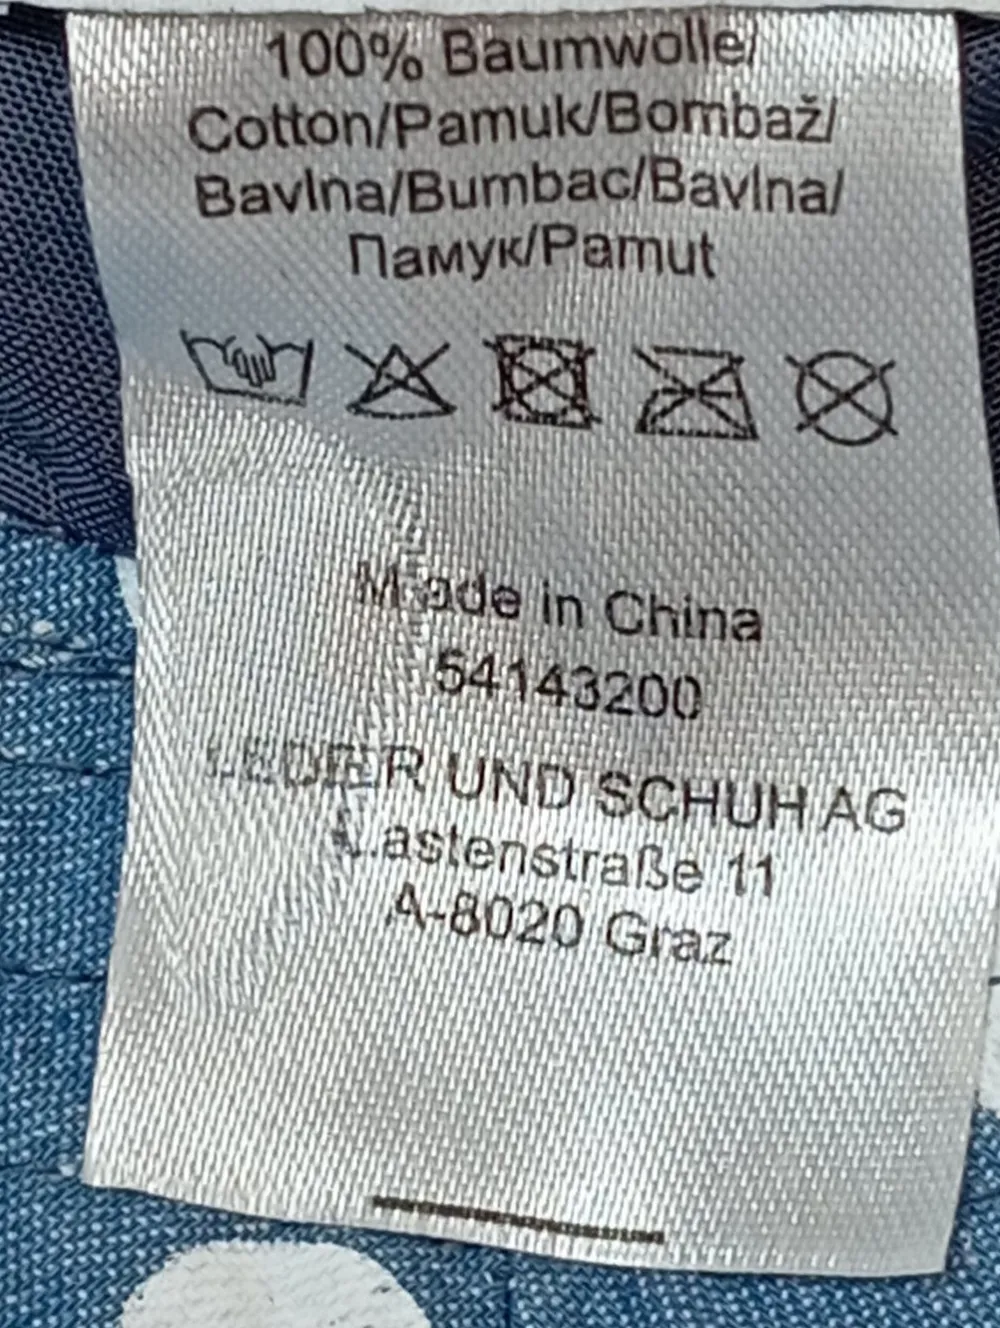 100% Baumwolle/
Cotton/Pamuk/Bombaž/
Bavlna/Bumbac/Bavlna/
Памук/Pamut
Made in China
54143200
LEDER UND SCHUH AG
11
A-8020 Graz